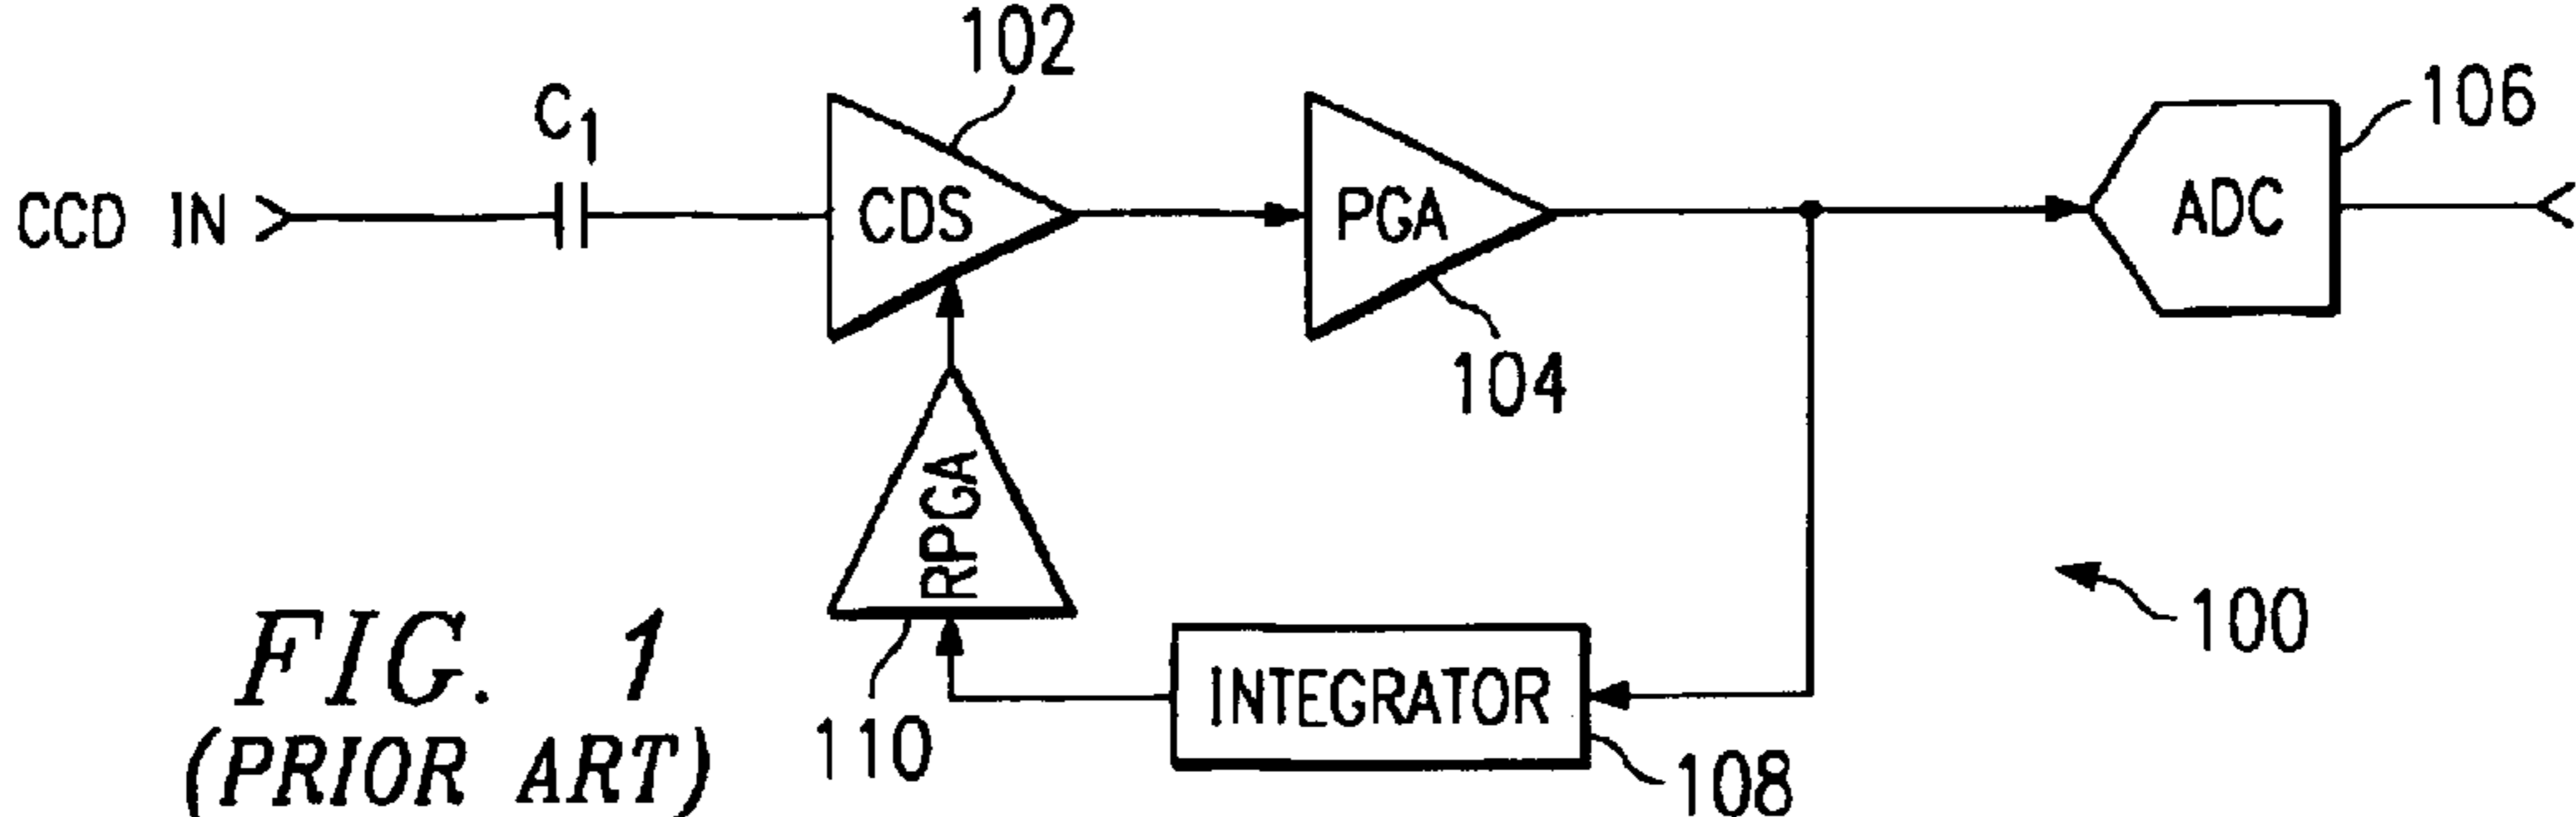 102
C1
106
CCD IN
CDS
PGA
ADC
104
RPGA
100
FIG. 1
(PRIOR ART)
110
INTEGRATOR
108